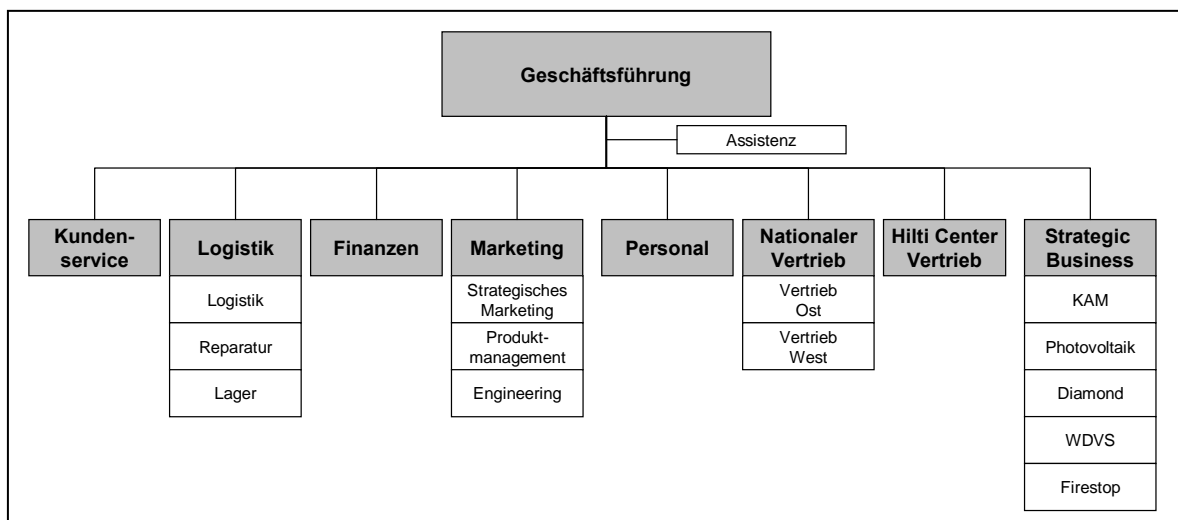 Geschäftsführung
Assistenz
Kunden-
service
Logistik
Finanzen
Marketing
Personal
Nationaler
Vertrieb
Hilti Center
Vertrieb
Strategic
Business
Logistik
Reparatur
Lager
Strategisches
Marketing
Produkt-
management
Engineering
Vertrieb
Ost
Vertrieb
West
KAM
Photovoltaik
Diamond
WDVS
Firestop